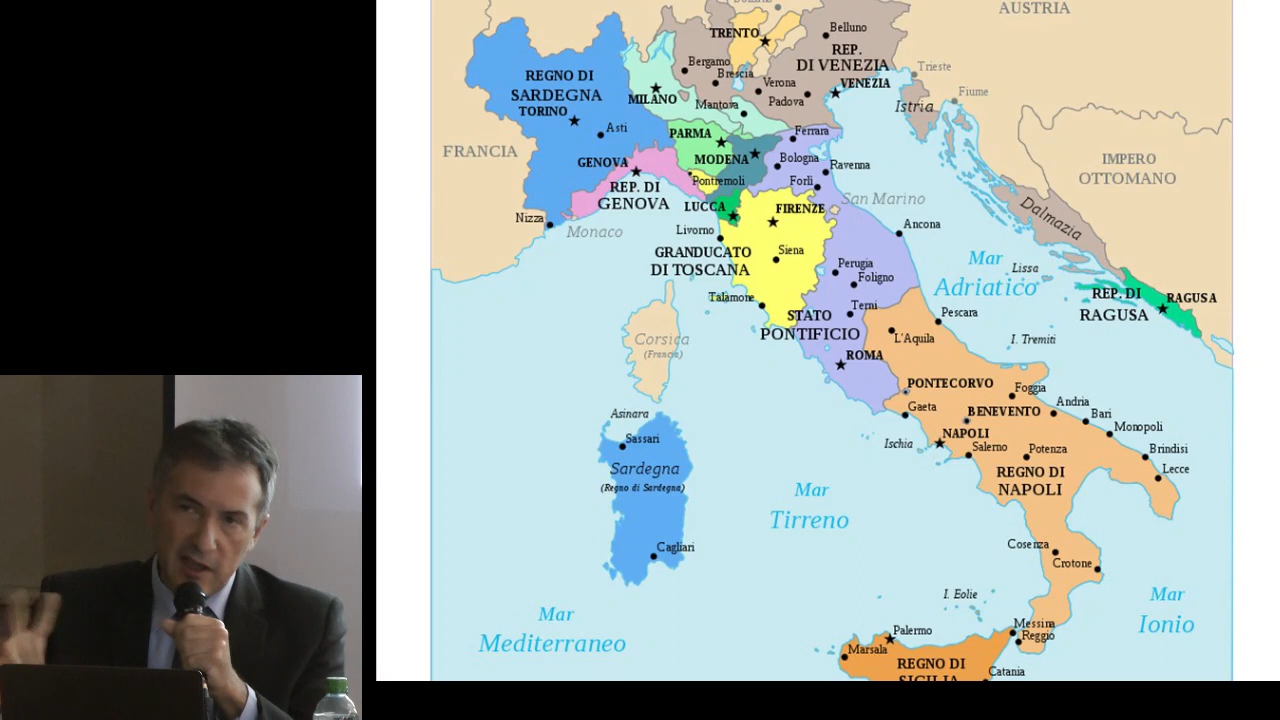 AUSTRIA
TRENTO
Belluno
REP.
DI VENEZIA
Bergamo
Brescia
Verona
VENEZIA
Trieste
REGNO DI
SARDEGNA
MILANO
Mantova
Padova
Fiume
Istria
TORINO
Asti
PARMA
Ferrara
FRANCIA
GENOVA
MODENA
Bologna
Ravenna
IMPERO
OTTOMANO
Pontremoli
Forlì
REP. DI
GENOVA
LUCCA
FIRENZE
San Marino
Dalmazia
Nizza
Monaco
Livorno
Ancona
GRANDUCATO
DI TOSCANA
Siena
Perugia
Foligno
Mar
Adriatico
Lissa
REP. DI
RAGUSA
RAGUSA
Talamone
Terni
STATO
PONTIFICIO
Pescara
L'Aquila
I. Tremiti
Corsica
(Francia)
ROMA
PONTECORVO
Foggia
Gaeta
BENEVENTO
Andria
Bari
Asinara
Sassari
Ischia
NAPOLI
Salerno
Potenza
Monopoli
Brindisi
Lecce
Sardegna
(Regno di Sardegna)
REGNO DI
NAPOLI
Mar
Tirreno
Cagliari
Cosenza
Crotone
I. Eolie
Mar
Ionio
Mar
Mediterraneo
Palermo
Messina
Reggio
Marsala
REGNO DI
SICILIA
Catania